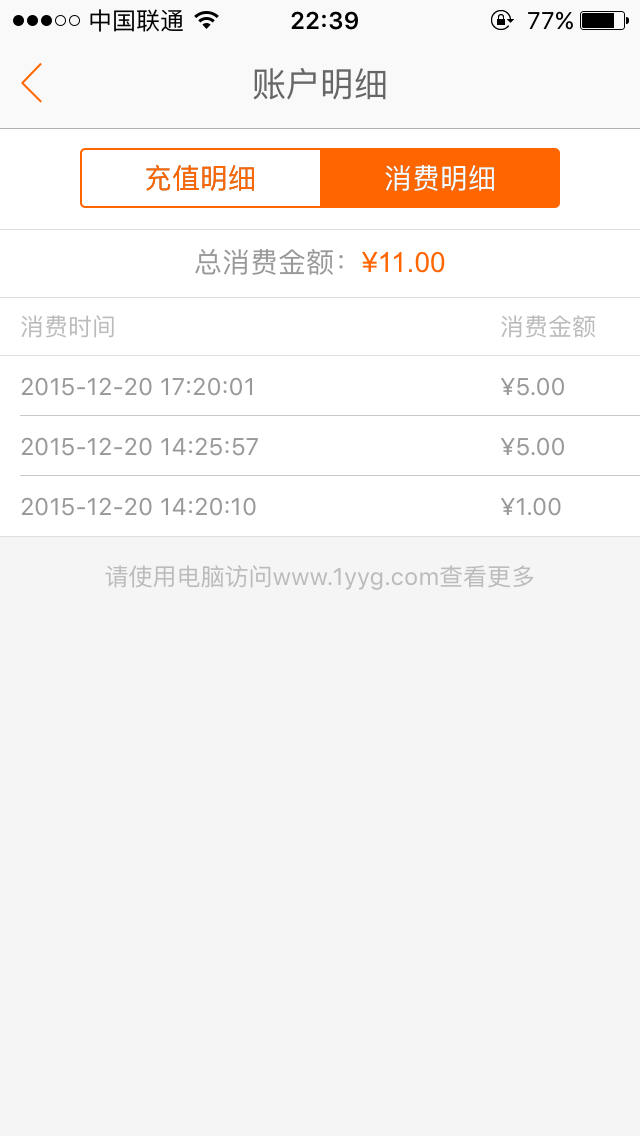 中国联通 22:39 77%
账户明细
充值明细 消费明细
总消费金额：¥11.00
消费时间 消费金额
2015-12-20 17:20:01 ¥5.00
2015-12-20 14:25:57 ¥5.00
2015-12-20 14:20:10 ¥1.00
请使用电脑访问www.1yyg.com查看更多